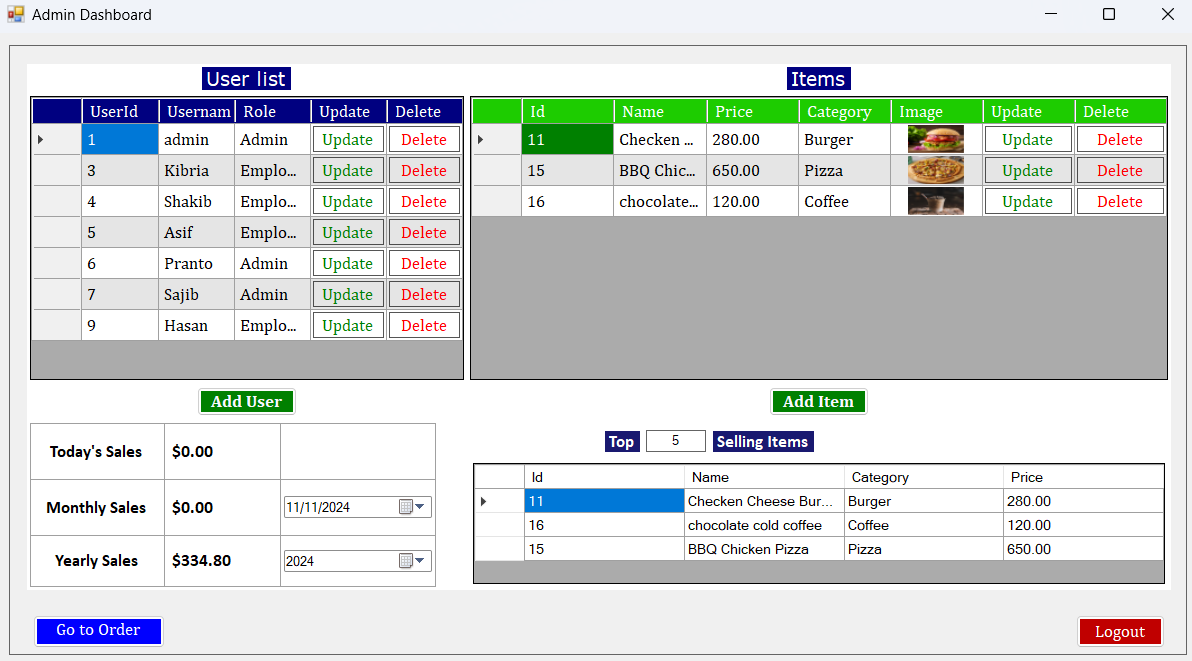 Admin Dashboard
User list
UserId Usernam Role Update Delete
1 admin Admin Update Delete
3 Kibria Emplo... Update Delete
4 Shakib Emplo... Update Delete
5 Asif Emplo... Update Delete
6 Pranto Admin Update Delete
7 Sajib Admin Update Delete
9 Hasan Emplo... Update Delete
Add User
Items
Id Name Price Category Image Update Delete
11 Checken ... 280.00 Burger Update Delete
15 BBQ Chic... 650.00 Pizza Update Delete
16 chocolate... 120.00 Coffee Update Delete
Add Item
Today's Sales $0.00
Monthly Sales $0.00 11/11/2024
Yearly Sales $334.80 2024
Top 5 Selling Items
Id Name Category Price
11 Checken Cheese Bur... Burger 280.00
16 chocolate cold coffee Coffee 120.00
15 BBQ Chicken Pizza Pizza 650.00
Go to Order
Logout